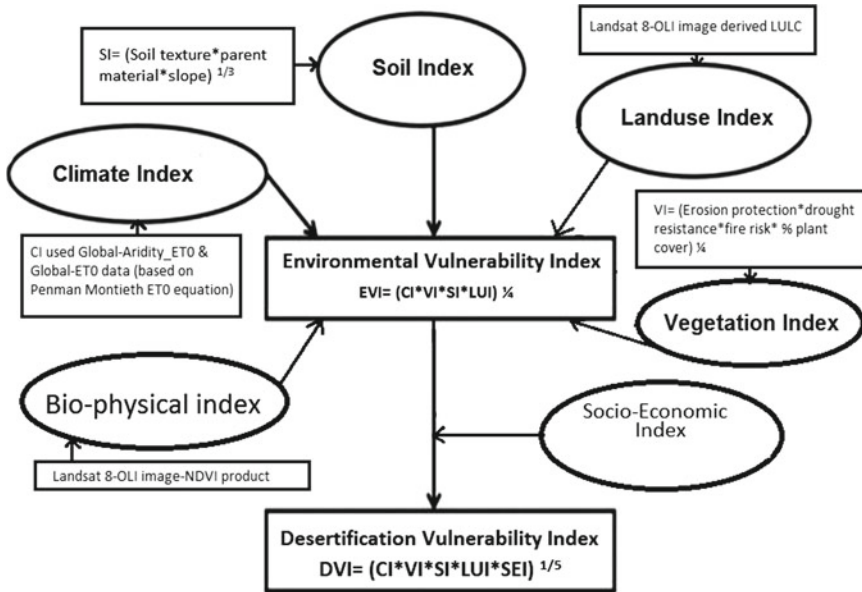 SI= (Soil texture*parent
material*slope) 1/3
Soil Index
Landsat 8-OLI image derived LULC
Landuse Index
Climate Index
CI used Global-Aridity_ET0 &
Global-ET0 data (based on
Penman Montieth ET0 equation)
VI= (Erosion protection*drought
resistance*fire risk* % plant
cover) ¼
Environmental Vulnerability Index
EVI= (CI*VI*SI*LUI) ¼
Vegetation Index
Bio-physical index
Landsat 8-OLI image-NDVI product
Socio-Economic
Index
Desertification Vulnerability Index
DVI= (CI*VI*SI*LUI*SEI) 1/5